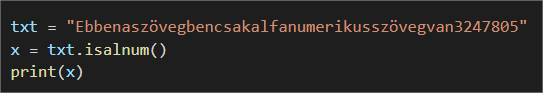 txt = "Ebbenaszövegbencsakalfanumerikusszövegvan3247805"
x = txt.isalnum()
print(x)